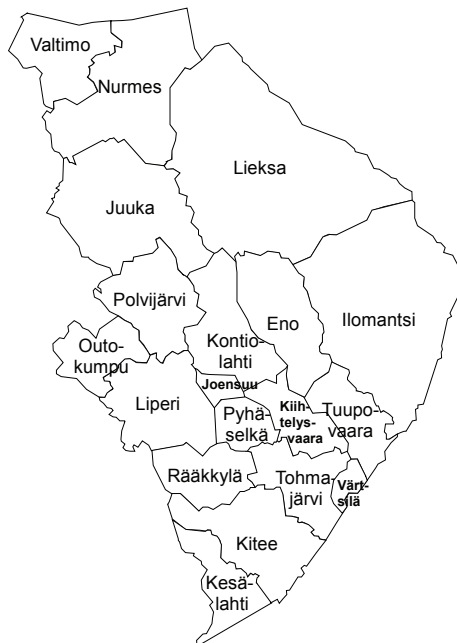 Valtimo
Nurmes
Lieksa
Juuka
Polvijärvi
Eno
Ilomantsi
Kontio-
lahti
Outo-
kumpu
Joensuu
Liperi
Pyhä-
selkä
Kiih-
telys-
vaara
Tuupo-
vaara
Rääkkylä
Tohma-
järvi
Värt-
silä
Kitee
Kesä-
lahti